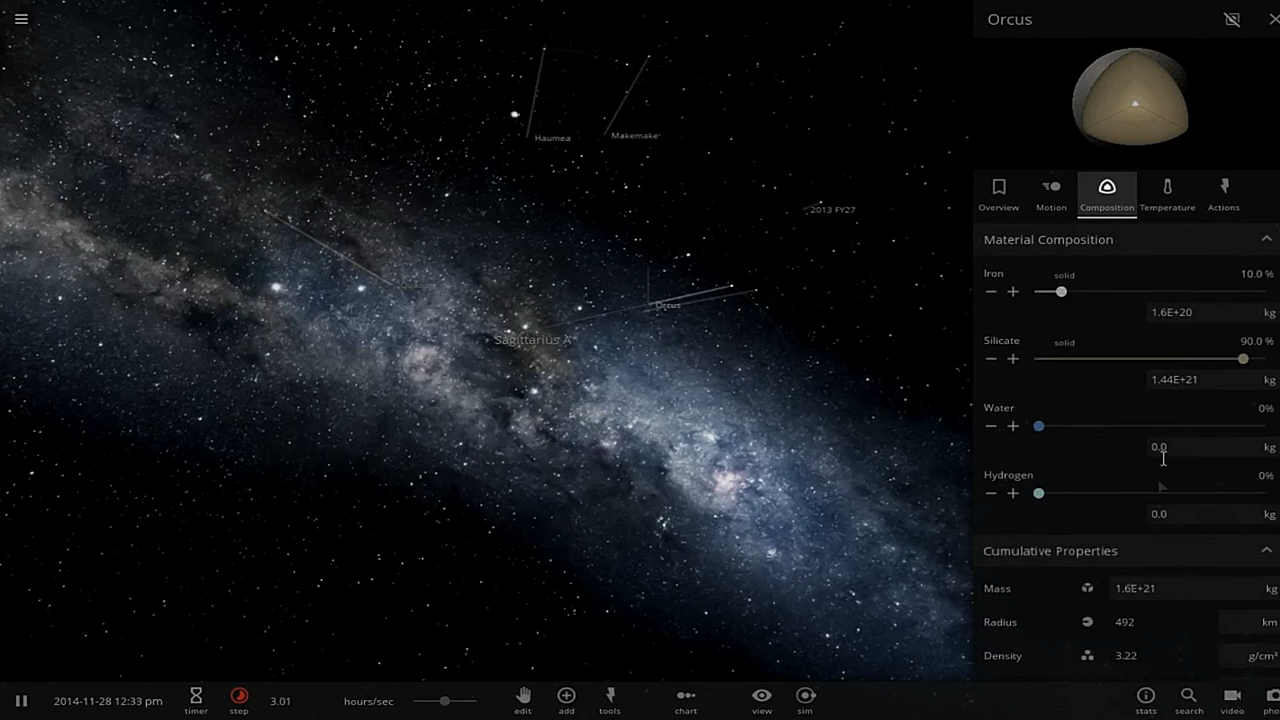 Orcus
Haumea
Makemake
2013 FY27
Orcus
Sagittarius A*
Overview
Motion
Composition
Temperature
Actions
Material Composition
Iron
solid
10.0 %
1.6E+20
kg
Silicate
solid
90.0 %
1.44E+21
kg
Water
0%
0.0
kg
Hydrogen
0%
0.0
kg
Cumulative Properties
Mass
1.6E+21
kg
Radius
492
km
Density
3.22
g/cm³
2014-11-28 12:33 pm
timer
step
3.01
hours/sec
edit
add
tools
chart
view
sim
stats
search
video
pho